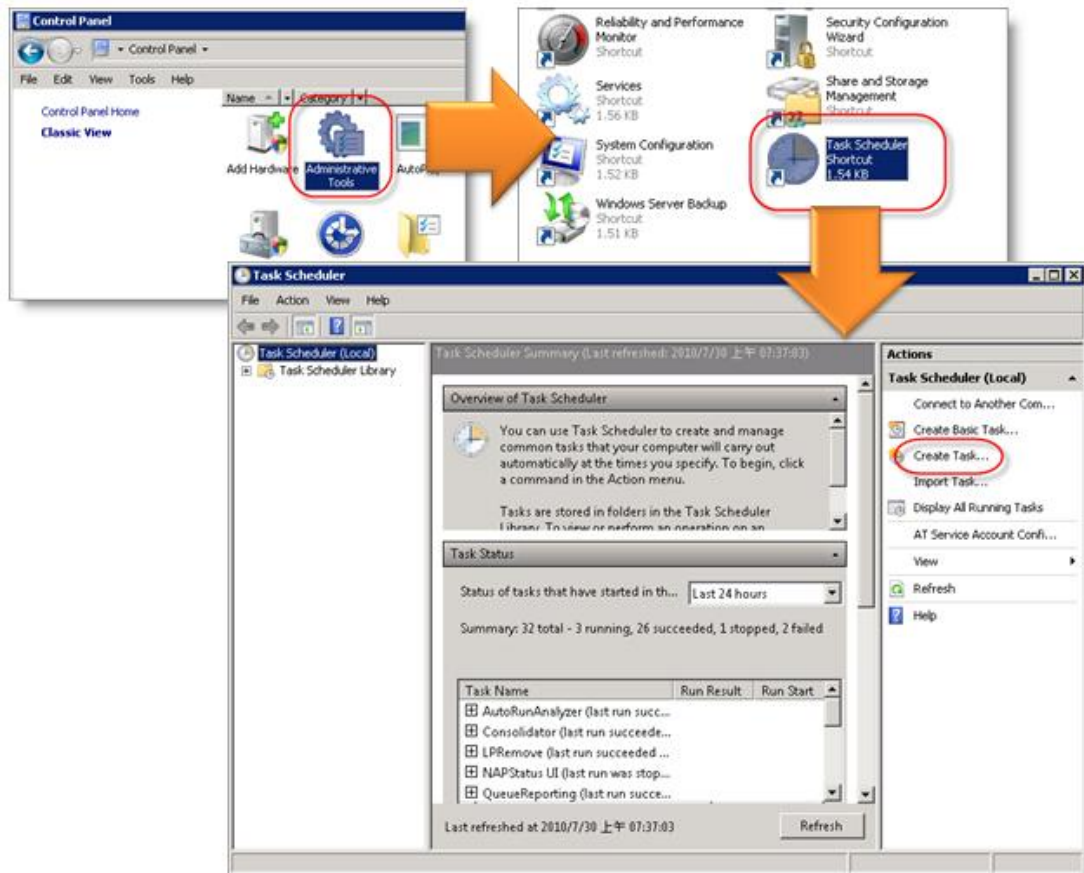 Control Panel
Control Panel
File Edit View Tools Help
Control Panel Home
Classic View
Name Category
Add Hardware
Administrative
Tools
Reliability and Performance
Monitor
Shortcut
Services
Shortcut
1.56 KB
System Configuration
Shortcut
1.52 KB
Windows Server Backup
Shortcut
1.51 KB
Security Configuration
Wizard
Shortcut
Share and Storage
Management
Shortcut
Task Scheduler
Shortcut
1.54 KB
Task Scheduler
File Action View Help
Task Scheduler (Local)
Task Scheduler Library
Task Scheduler Summary (Last refreshed: 2010/7/30 上午 07:37:03)
Overview of Task Scheduler
You can use Task Scheduler to create and manage
common tasks that your computer will carry out
automatically at the times you specify. To begin, click
a command in the Action menu.
Tasks are stored in folders in the Task Scheduler
Library. To view or perform an operation on an
Task Status
Status of tasks that have started in th... Last 24 hours
Summary: 32 total - 3 running, 26 succeeded, 1 stopped, 2 failed
Task Name Run Result Run Start
AutoRunAnalyzer (last run succ...
Consolidator (last run succeede...
LPRemove (last run succeeded ...
NAPStatus UI (last run was stop...
QueueReporting (last run succe...
Last refreshed at 2010/7/30 上午 07:37:03 Refresh
Actions
Task Scheduler (Local)
Connect to Another Com...
Create Basic Task...
Create Task...
Import Task...
Display All Running Tasks
AT Service Account Confi...
View
Refresh
Help